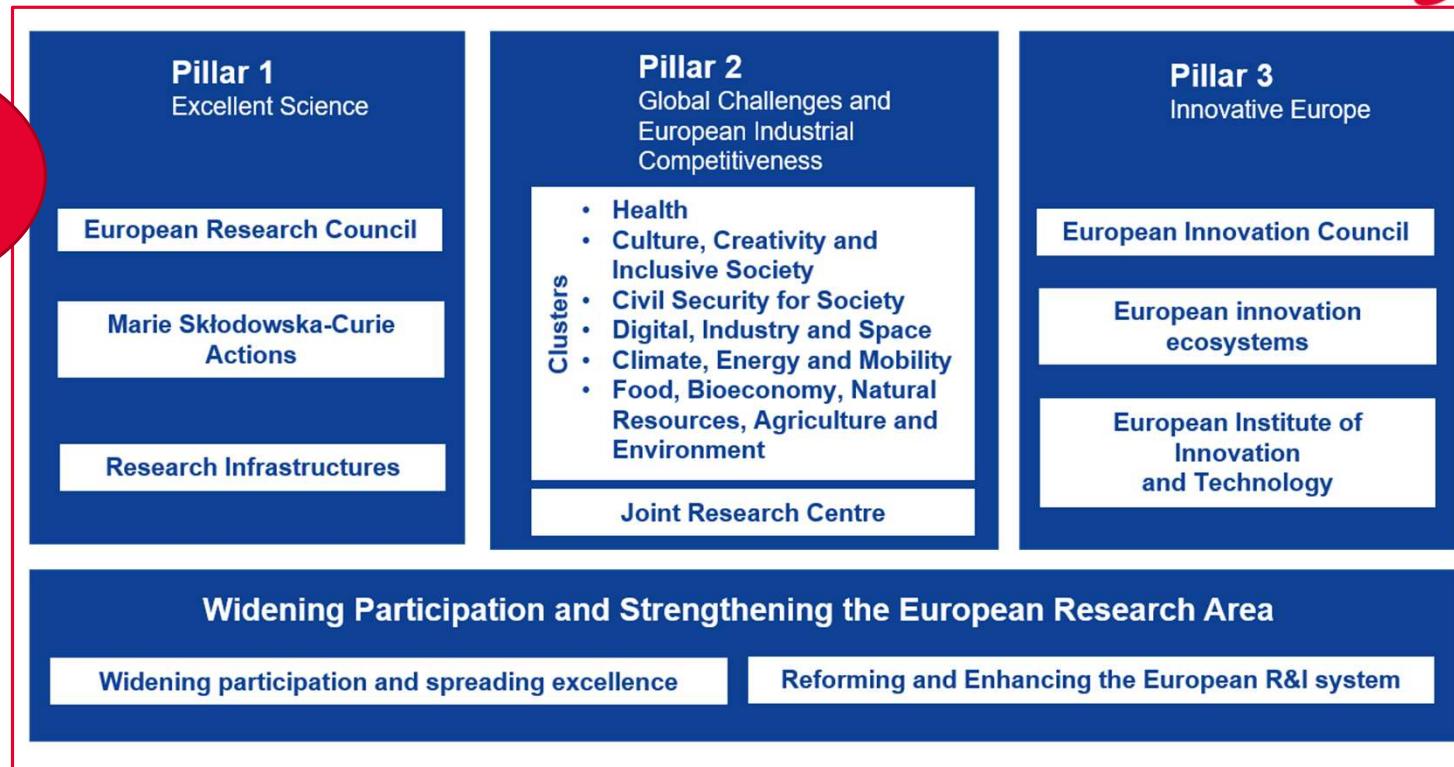 Pillar 1
Excellent Science
European Research Council
Marie Skłodowska-Curie
Actions
Research Infrastructures
Pillar 2
Global Challenges and
European Industrial
Competitiveness
Clusters
• Health
• Culture, Creativity and
Inclusive Society
• Civil Security for Society
• Digital, Industry and Space
• Climate, Energy and Mobility
• Food, Bioeconomy, Natural
Resources, Agriculture and
Environment
Joint Research Centre
Pillar 3
Innovative Europe
European Innovation Council
European innovation
ecosystems
European Institute of
Innovation
and Technology
Widening Participation and Strengthening the European Research Area
Widening participation and spreading excellence
Reforming and Enhancing the European R&I system